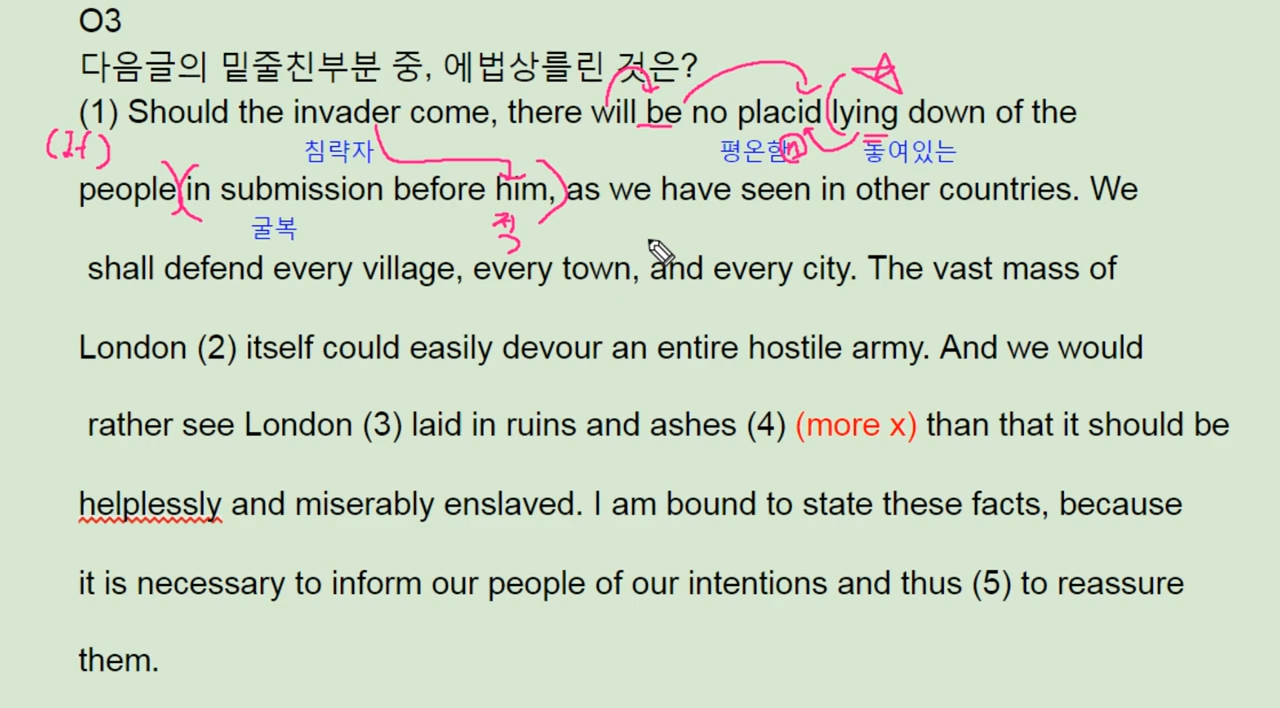 O3
다음글의 밑줄친부분 중, 에법상를린 것은?
(1) Should the invader come, there will be no placid lying down of the
(If) 침략자 평온함 n 놓여있는
people in submission before him, as we have seen in other countries. We
굴복 적
shall defend every village, every town, and every city. The vast mass of
London (2) itself could easily devour an entire hostile army. And we would
rather see London (3) laid in ruins and ashes (4) (more x) than that it should be
helplessly and miserably enslaved. I am bound to state these facts, because
it is necessary to inform our people of our intentions and thus (5) to reassure
them.